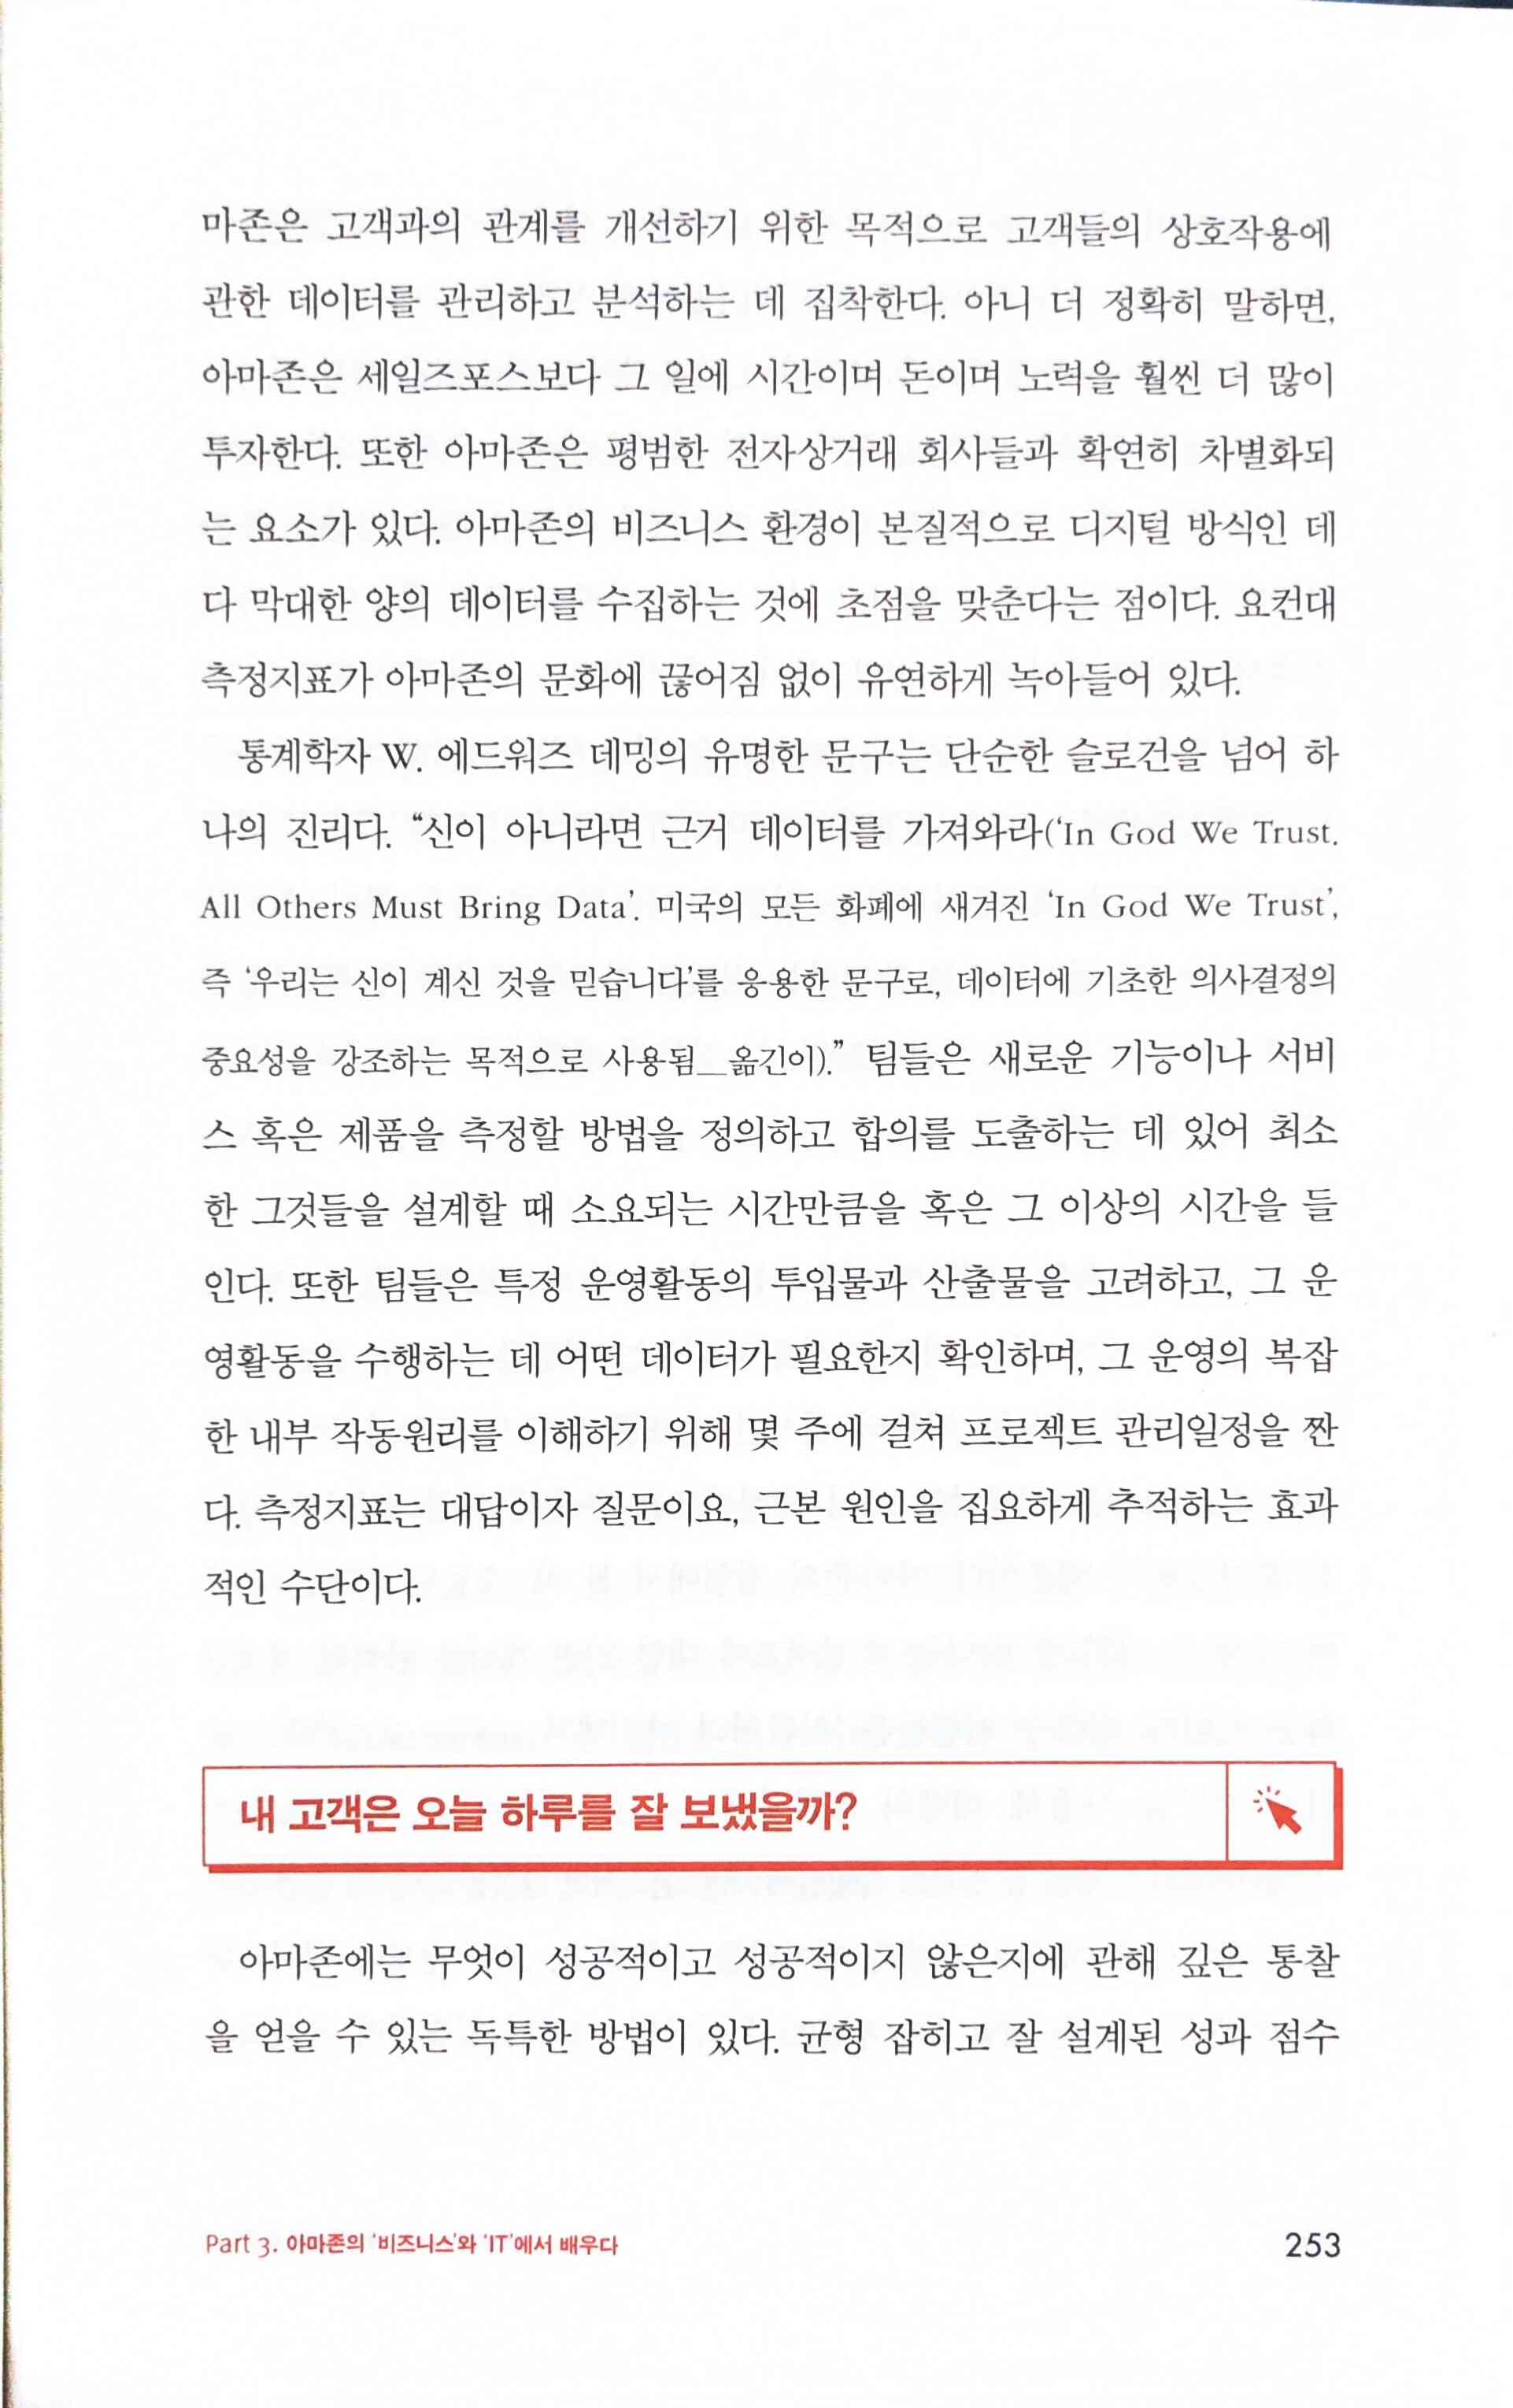 마존은 고객과의 관계를 개선하기 위한 목적으로 고객들의 상호작용에
관한 데이터를 관리하고 분석하는 데 집착한다. 아니 더 정확히 말하면,
아마존은 세일즈포스보다 그 일에 시간이며 돈이며 노력을 훨씬 더 많이
투자한다. 또한 아마존은 평범한 전자상거래 회사들과 확연히 차별화되
는 요소가 있다. 아마존의 비즈니스 환경이 본질적으로 디지털 방식인 데
다 막대한 양의 데이터를 수집하는 것에 초점을 맞춘다는 점이다. 요컨대
측정지표가 아마존의 문화에 끊어짐 없이 유연하게 녹아들어 있다.
통계학자 W. 에드워즈 데밍의 유명한 문구는 단순한 슬로건을 넘어 하
나의 진리다. “신이 아니라면 근거 데이터를 가져와라(‘In God We Trust.
All Others Must Bring Data’. 미국의 모든 화폐에 새겨진 ‘In God We Trust’,
즉 ‘우리는 신이 계신 것을 믿습니다’를 응용한 문구로, 데이터에 기초한 의사결정의
중요성을 강조하는 목적으로 사용됨_옮긴이).” 팀들은 새로운 기능이나 서비
스 혹은 제품을 측정할 방법을 정의하고 합의를 도출하는 데 있어 최소
한 그것들을 설계할 때 소요되는 시간만큼을 혹은 그 이상의 시간을 들
인다. 또한 팀들은 특정 운영활동의 투입물과 산출물을 고려하고, 그 운
영활동을 수행하는 데 어떤 데이터가 필요한지 확인하며, 그 운영의 복잡
한 내부 작동원리를 이해하기 위해 몇 주에 걸쳐 프로젝트 관리일정을 짠
다. 측정지표는 대답이자 질문이요, 근본 원인을 집요하게 추적하는 효과
적인 수단이다.
내 고객은 오늘 하루를 잘 보냈을까?
아마존에는 무엇이 성공적이고 성공적이지 않은지에 관해 깊은 통찰
을 얻을 수 있는 독특한 방법이 있다. 균형 잡히고 잘 설계된 성과 점수
Part 3. 아마존의 ‘비즈니스’와 ‘IT’에서 배우다
253